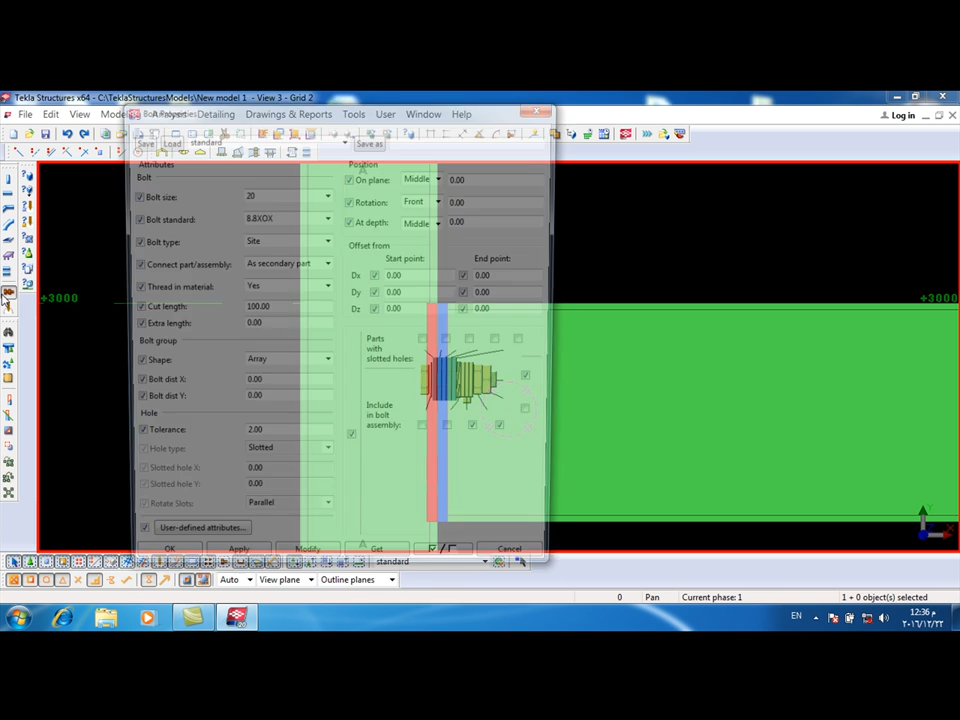 Tekla Structures x64 - C:\TeklaStructuresModels\New model 1 - View 3 - Grid 2
File Edit View Modeling Analysis Detailing Drawings & Reports Tools User Window Help Log in
Bolt Properties
Save Load standard Save as
Attributes
Bolt
Bolt size: 20
Bolt standard: 8.8XOX
Bolt type: Site
Connect part/assembly: As secondary part
Thread in material: Yes
Cut length: 100.00
Extra length: 0.00
Bolt group
Shape: Array
Bolt dist X: 0.00
Bolt dist Y: 0.00
Hole
Tolerance: 2.00
Hole type: Slotted
Slotted hole X: 0.00
Slotted hole Y: 0.00
Rotate Slots: Parallel
User-defined attributes...
Position
On plane: Middle 0.00
Rotation: Front 0.00
At depth: Middle 0.00
Offset from
Start point: End point:
Dx 0.00 0.00
Dy 0.00 0.00
Dz 0.00 0.00
Parts
with
slotted holes:
Include
in bolt
assembly:
OK Apply Modify Get Cancel
+3000 +3000
standard
Auto View plane Outline planes
0 Pan Current phase: 1 1 + 0 object(s) selected
EN
12:36 م
٢٠١٦/١٢/٢٢